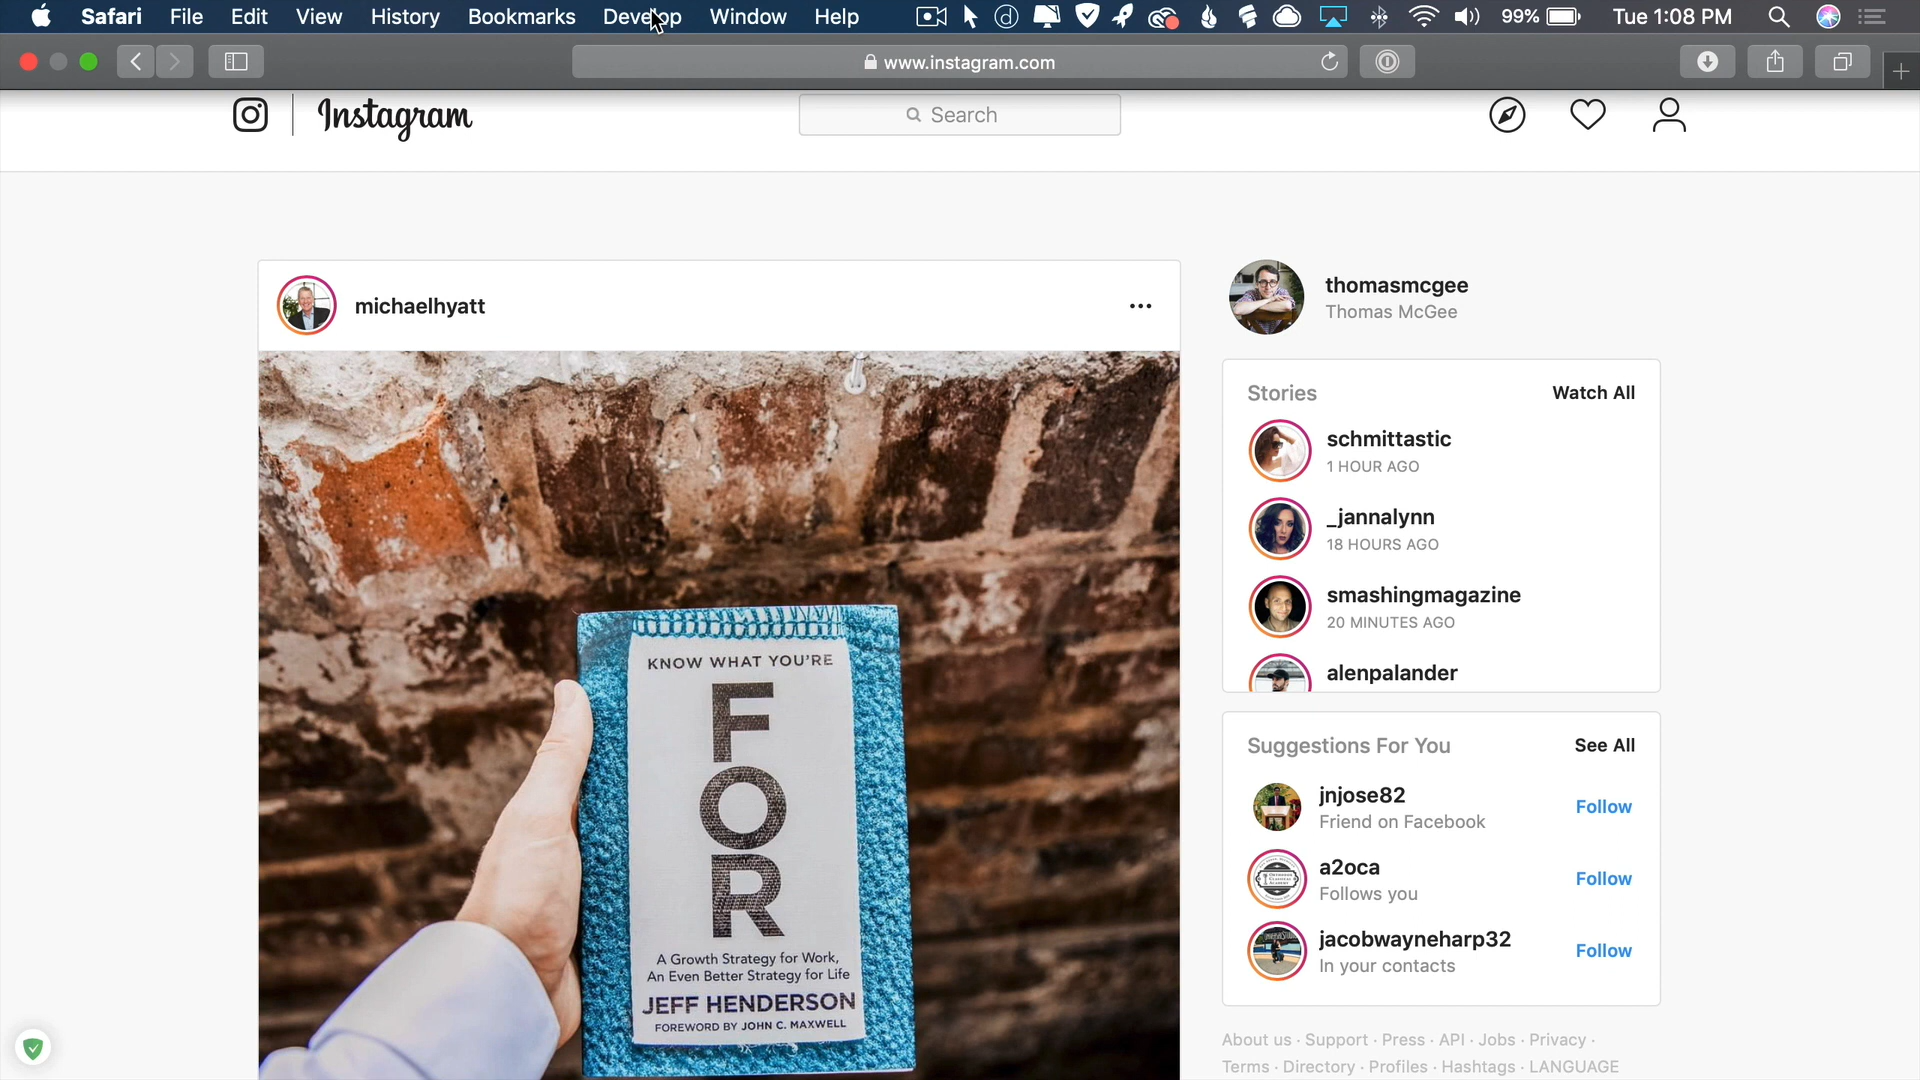 Safari File Edit View History Bookmarks Develop Window Help 99% Tue 1:08 PM
www.instagram.com
Instagram
Search
michaelhyatt
KNOW WHAT YOU'RE
FOR
A Growth Strategy for Work,
An Even Better Strategy for Life
JEFF HENDERSON
FOREWORD BY JOHN C. MAXWELL
thomasmcgee
Thomas McGee
Stories Watch All
schmittastic
1 HOUR AGO
_jannalynn
18 HOURS AGO
smashingmagazine
20 MINUTES AGO
alenpalander
Suggestions For You See All
jnjose82
Friend on Facebook
Follow
a2oca
Follows you
Follow
jacobwayneharp32
In your contacts
Follow
About us · Support · Press · API · Jobs · Privacy ·
Terms · Directory · Profiles · Hashtags · LANGUAGE